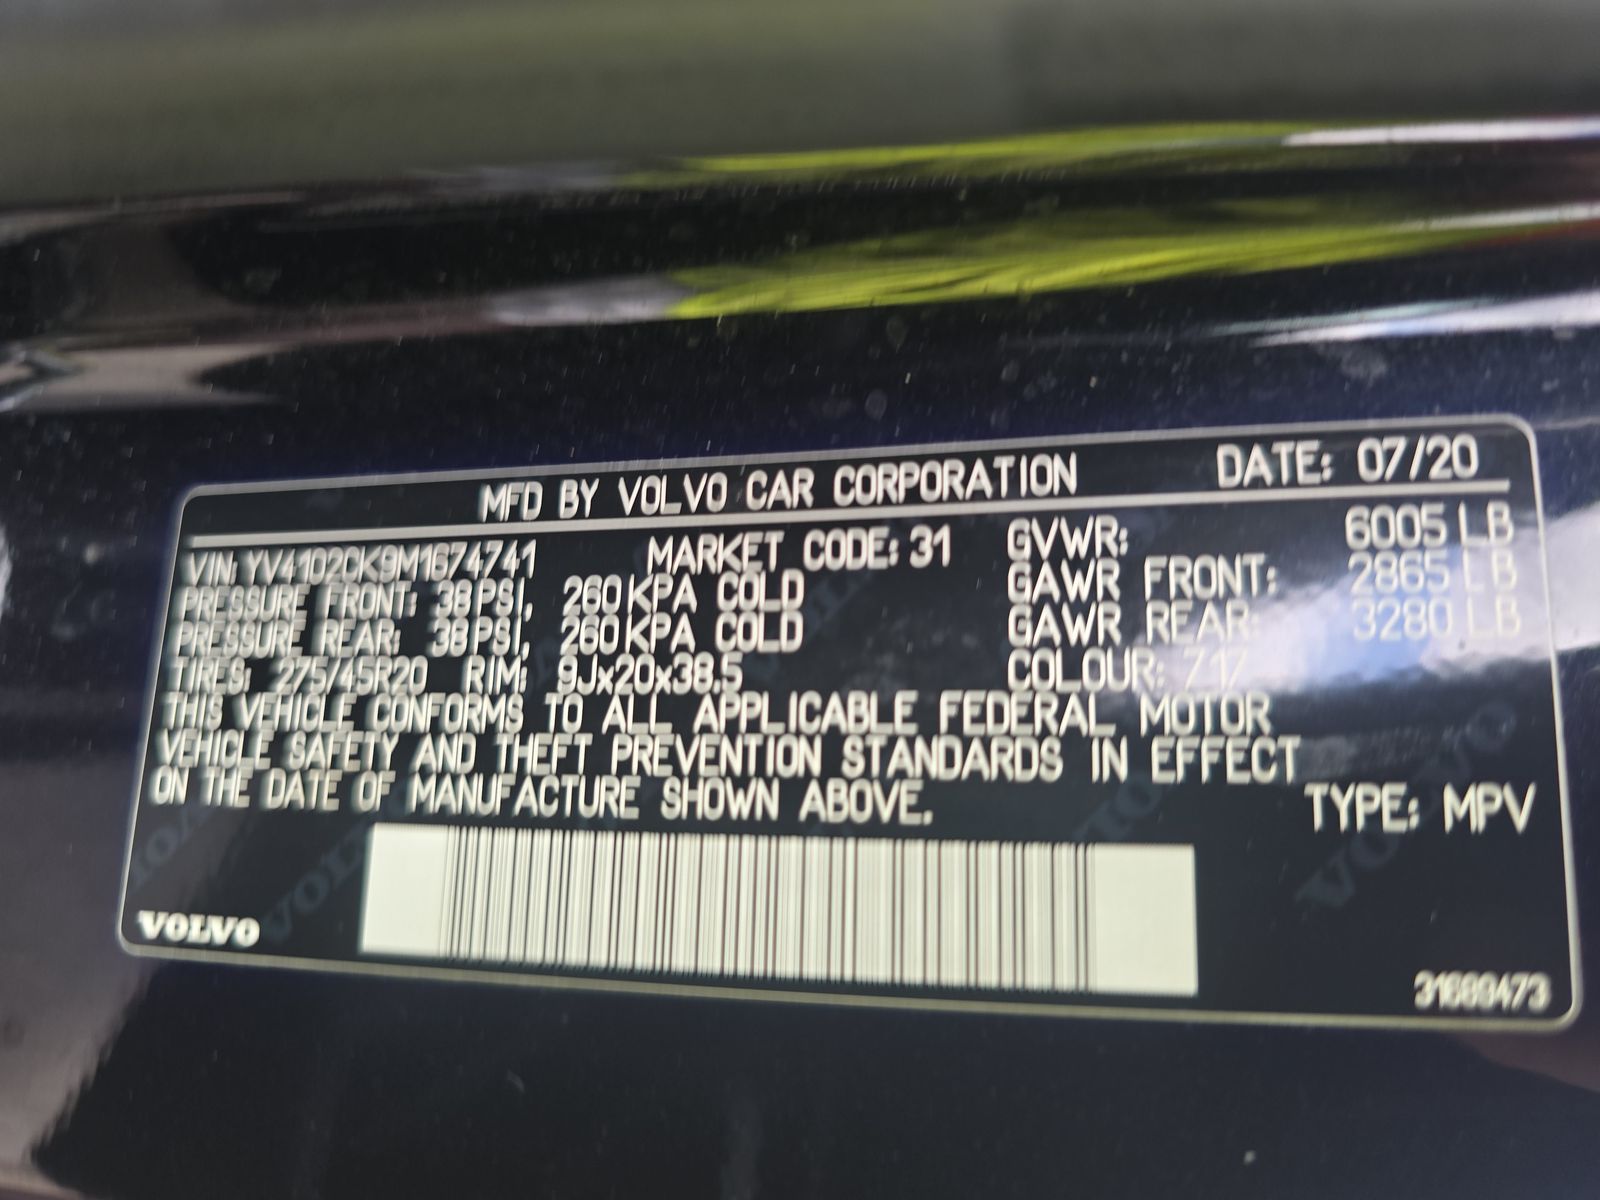 MFD BY VOLVO CAR CORPORATION DATE: 07/20
VIN: YV4102CK9M1674741 MARKET CODE: 31 GVWR: 6005 LB
PRESSURE FRONT: 38 PSI, 260 KPA COLD GAWR FRONT: 2865 LB
PRESSURE REAR: 38 PSI, 260 KPA COLD GAWR REAR: 3280 LB
TIRES: 275/45R20 RIM: 9Jx20x38.5 COLOUR: 717
THIS VEHICLE CONFORMS TO ALL APPLICABLE FEDERAL MOTOR
VEHICLE SAFETY AND THEFT PREVENTION STANDARDS IN EFFECT
ON THE DATE OF MANUFACTURE SHOWN ABOVE. TYPE: MPV
VOLVO
31689473